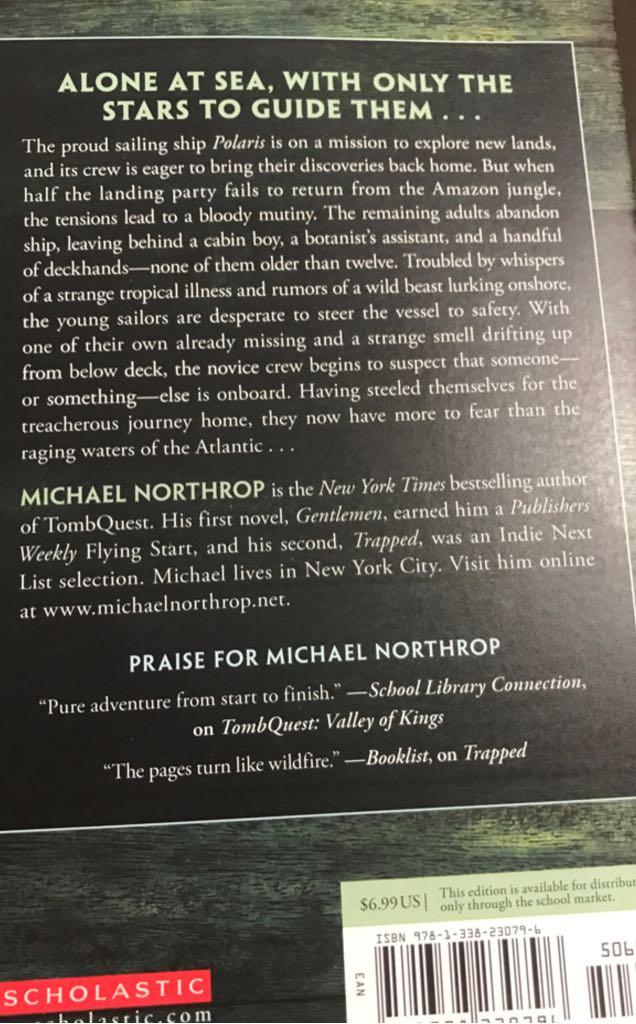 ALONE AT SEA, WITH ONLY THE
STARS TO GUIDE THEM . . .
The proud sailing ship Polaris is on a mission to explore new lands,
and its crew is eager to bring their discoveries back home. But when
half the landing party fails to return from the Amazon jungle,
the tensions lead to a bloody mutiny. The remaining adults abandon
ship, leaving behind a cabin boy, a botanist's assistant, and a handful
of deckhands—none of them older than twelve. Troubled by whispers
of a strange tropical illness and rumors of a wild beast lurking onshore,
the young sailors are desperate to steer the vessel to safety. With
one of their own already missing and a strange smell drifting up
from below deck, the novice crew begins to suspect that someone—
or something—else is onboard. Having steeled themselves for the
treacherous journey home, they now have more to fear than the
raging waters of the Atlantic . . .
MICHAEL NORTHROP is the New York Times bestselling author
of TombQuest. His first novel, Gentlemen, earned him a Publishers
Weekly Flying Start, and his second, Trapped, was an Indie Next
List selection. Michael lives in New York City. Visit him online
at www.michaelnorthrop.net.
PRAISE FOR MICHAEL NORTHROP
"Pure adventure from start to finish." —School Library Connection,
on TombQuest: Valley of Kings
"The pages turn like wildfire." —Booklist, on Trapped
$6.99 US
This edition is available for distribut
only through the school market.
ISBN 978-1-338-23079-6
EAN
506
SCHOLASTIC
scholastic.com